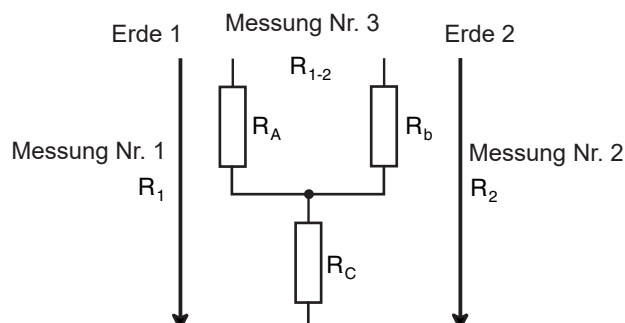 Messung Nr. 3
Erde 1
Erde 2
R1-2
RA
Rb
Messung Nr. 1
R1
Messung Nr. 2
R2
RC